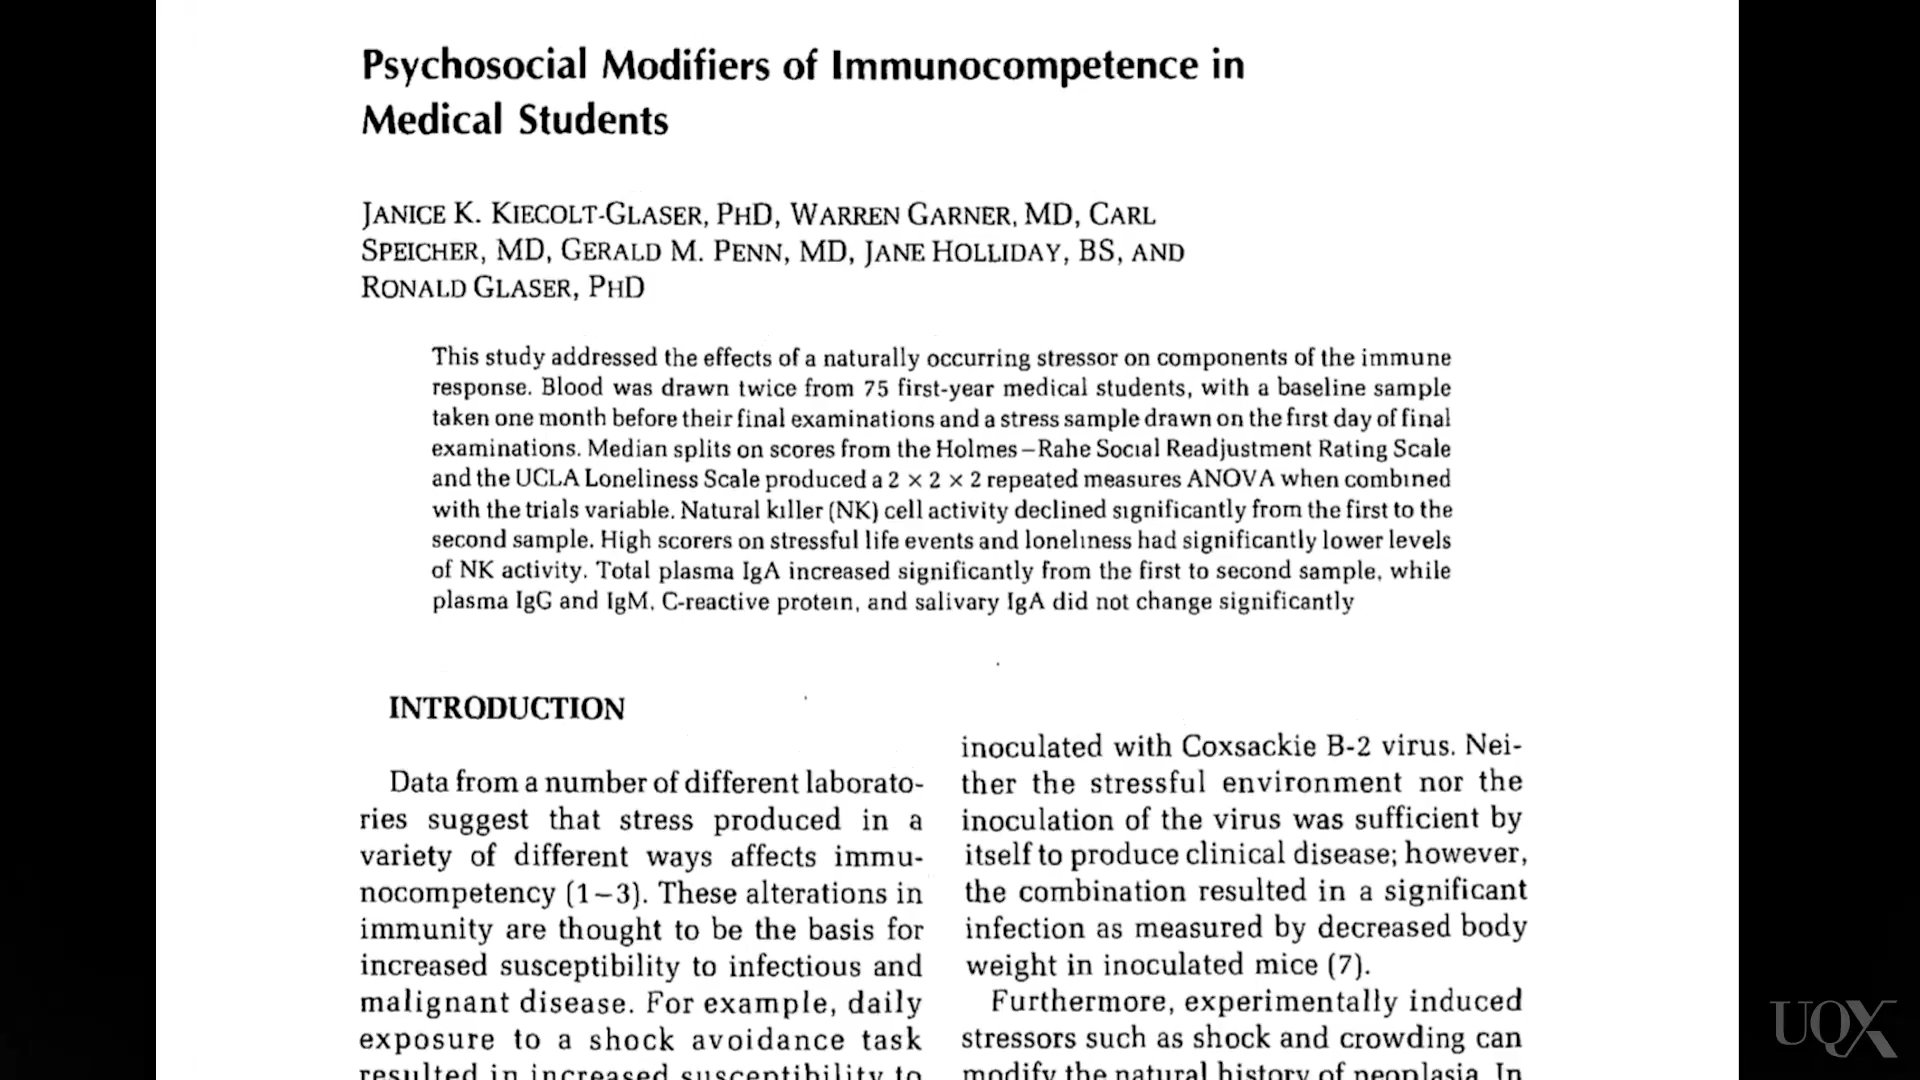 Psychosocial Modifiers of Immunocompetence in
Medical Students
JANICE K. KIECOLT-GLASER, PHD, WARREN GARNER, MD, CARL
SPEICHER, MD, GERALD M. PENN, MD, JANE HOLLIDAY, BS, AND
RONALD GLASER, PHD
This study addressed the effects of a naturally occurring stressor on components of the immune
response. Blood was drawn twice from 75 first-year medical students, with a baseline sample
taken one month before their final examinations and a stress sample drawn on the first day of final
examinations. Median splits on scores from the Holmes–Rahe Social Readjustment Rating Scale
and the UCLA Loneliness Scale produced a 2 × 2 × 2 repeated measures ANOVA when combined
with the trials variable. Natural killer (NK) cell activity declined significantly from the first to the
second sample. High scorers on stressful life events and loneliness had significantly lower levels
of NK activity. Total plasma IgA increased significantly from the first to second sample, while
plasma IgG and IgM, C-reactive protein, and salivary IgA did not change significantly
INTRODUCTION
Data from a number of different laborato-
ries suggest that stress produced in a
variety of different ways affects immu-
nocompetency (1–3). These alterations in
immunity are thought to be the basis for
increased susceptibility to infectious and
malignant disease. For example, daily
exposure to a shock avoidance task
resulted in increased susceptibility to
inoculated with Coxsackie B-2 virus. Nei-
ther the stressful environment nor the
inoculation of the virus was sufficient by
itself to produce clinical disease; however,
the combination resulted in a significant
infection as measured by decreased body
weight in inoculated mice (7).
Furthermore, experimentally induced
stressors such as shock and crowding can
modify the natural history of neoplasia. In
UQX